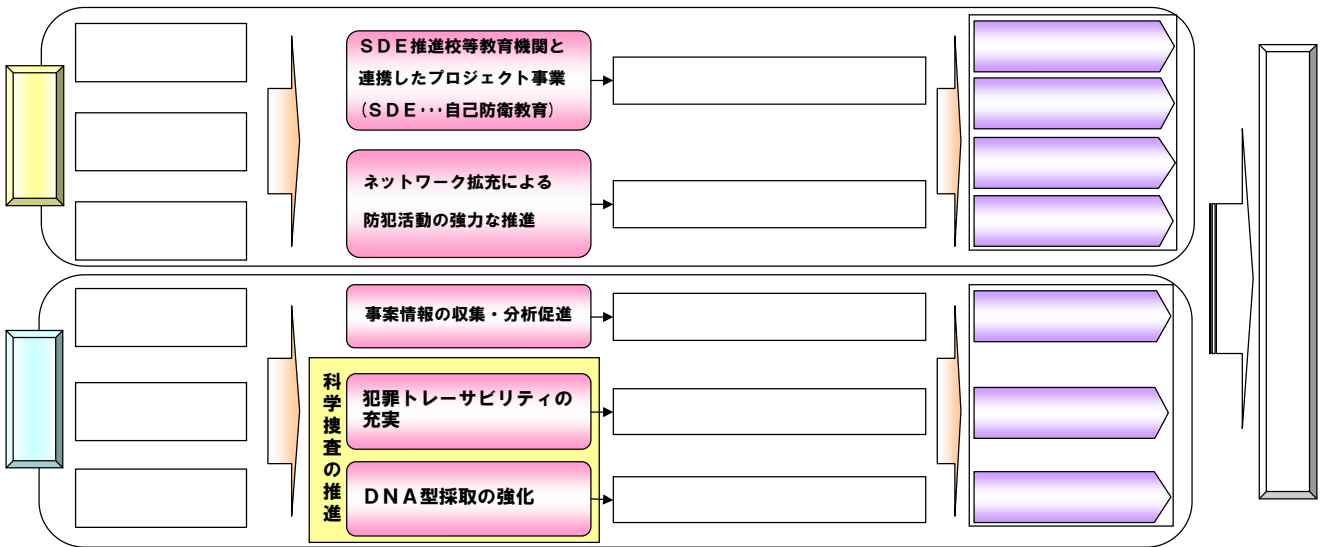 SDE推進校等教育機関と
連携したプロジェクト事業
(SDE･･･自己防衛教育)
ネットワーク拡充による
防犯活動の強力な推進
事案情報の収集・分析促進
科学捜査の推進
犯罪トレーサビリティの
充実
DNA型採取の強化